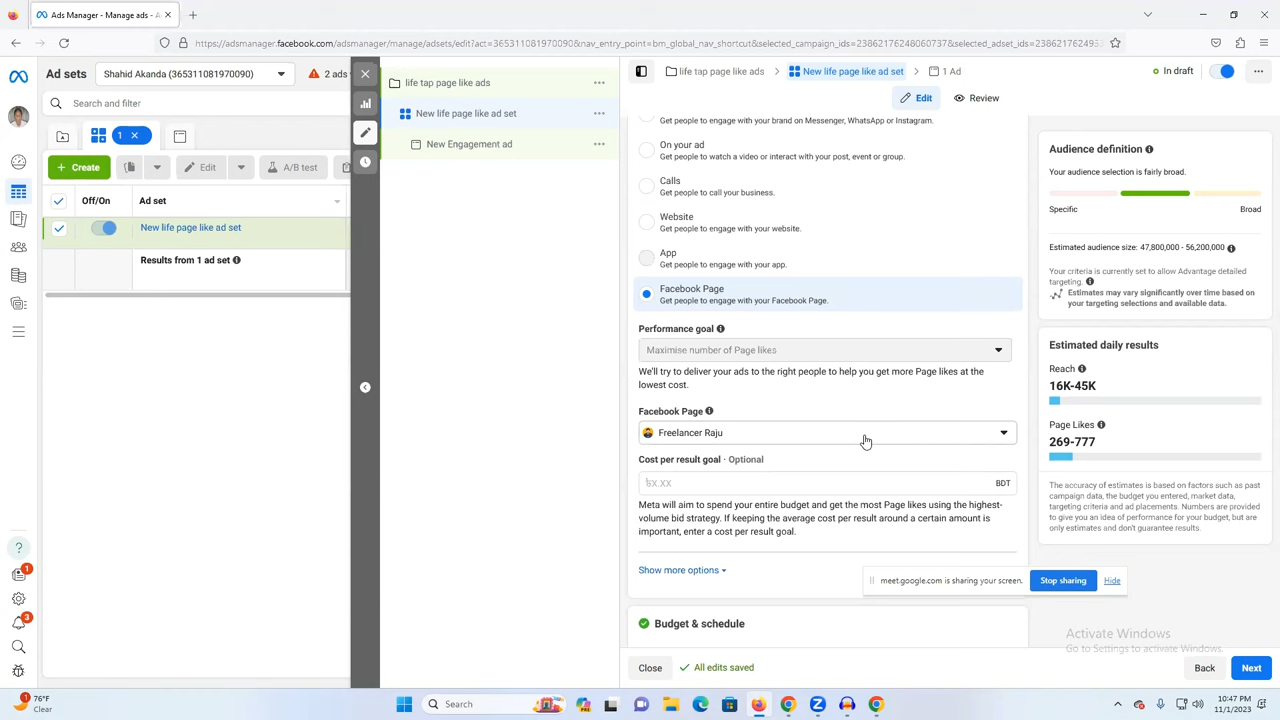 Ads Manager - Manage ads - A
https://adsmanager.facebook.com/adsmanager/manage/adsets/edit?act=365311081970090&nav_entry_point=bm_global_nav_shortcut&selected_campaign_ids=23862176248060737&selected_adset_ids=2386217624953
Ad sets
Shahid Akanda (365311081970090)
2 ads
Search and filter
1
Create
Edit
A/B test
Off/On
Ad set
New life page like ad set
Results from 1 ad set
life tap page like ads
New life page like ad set
New Engagement ad
life tap page like ads
New life page like ad set
1 Ad
In draft
Edit
Review
Get people to engage with your brand on Messenger, WhatsApp or Instagram.
On your ad
Get people to watch a video or interact with your post, event or group.
Calls
Get people to call your business.
Website
Get people to engage with your website.
App
Get people to engage with your app.
Facebook Page
Get people to engage with your Facebook Page.
Performance goal
Maximise number of Page likes
We'll try to deliver your ads to the right people to help you get more Page likes at the
lowest cost.
Facebook Page
Freelancer Raju
Cost per result goal · Optional
৳X.XX
BDT
Meta will aim to spend your entire budget and get the most Page likes using the highest-
volume bid strategy. If keeping the average cost per result around a certain amount is
important, enter a cost per result goal.
Show more options
Budget & schedule
Close
All edits saved
Back
Next
Audience definition
Your audience selection is fairly broad.
Specific
Broad
Estimated audience size: 47,800,000 - 56,200,000
Your criteria is currently set to allow Advantage detailed
targeting.
Estimates may vary significantly over time based on
your targeting selections and available data.
Estimated daily results
Reach
16K-45K
Page Likes
269-777
The accuracy of estimates is based on factors such as past
campaign data, the budget you entered, market data,
targeting criteria and ad placements. Numbers are provided
to give you an idea of performance for your budget, but are
only estimates and don't guarantee results.
meet.google.com is sharing your screen.
Stop sharing
Hide
Activate Windows
Go to Settings to activate Windows.
1
3
1
76°F
Clear
Search
10:47 PM
11/1/2023